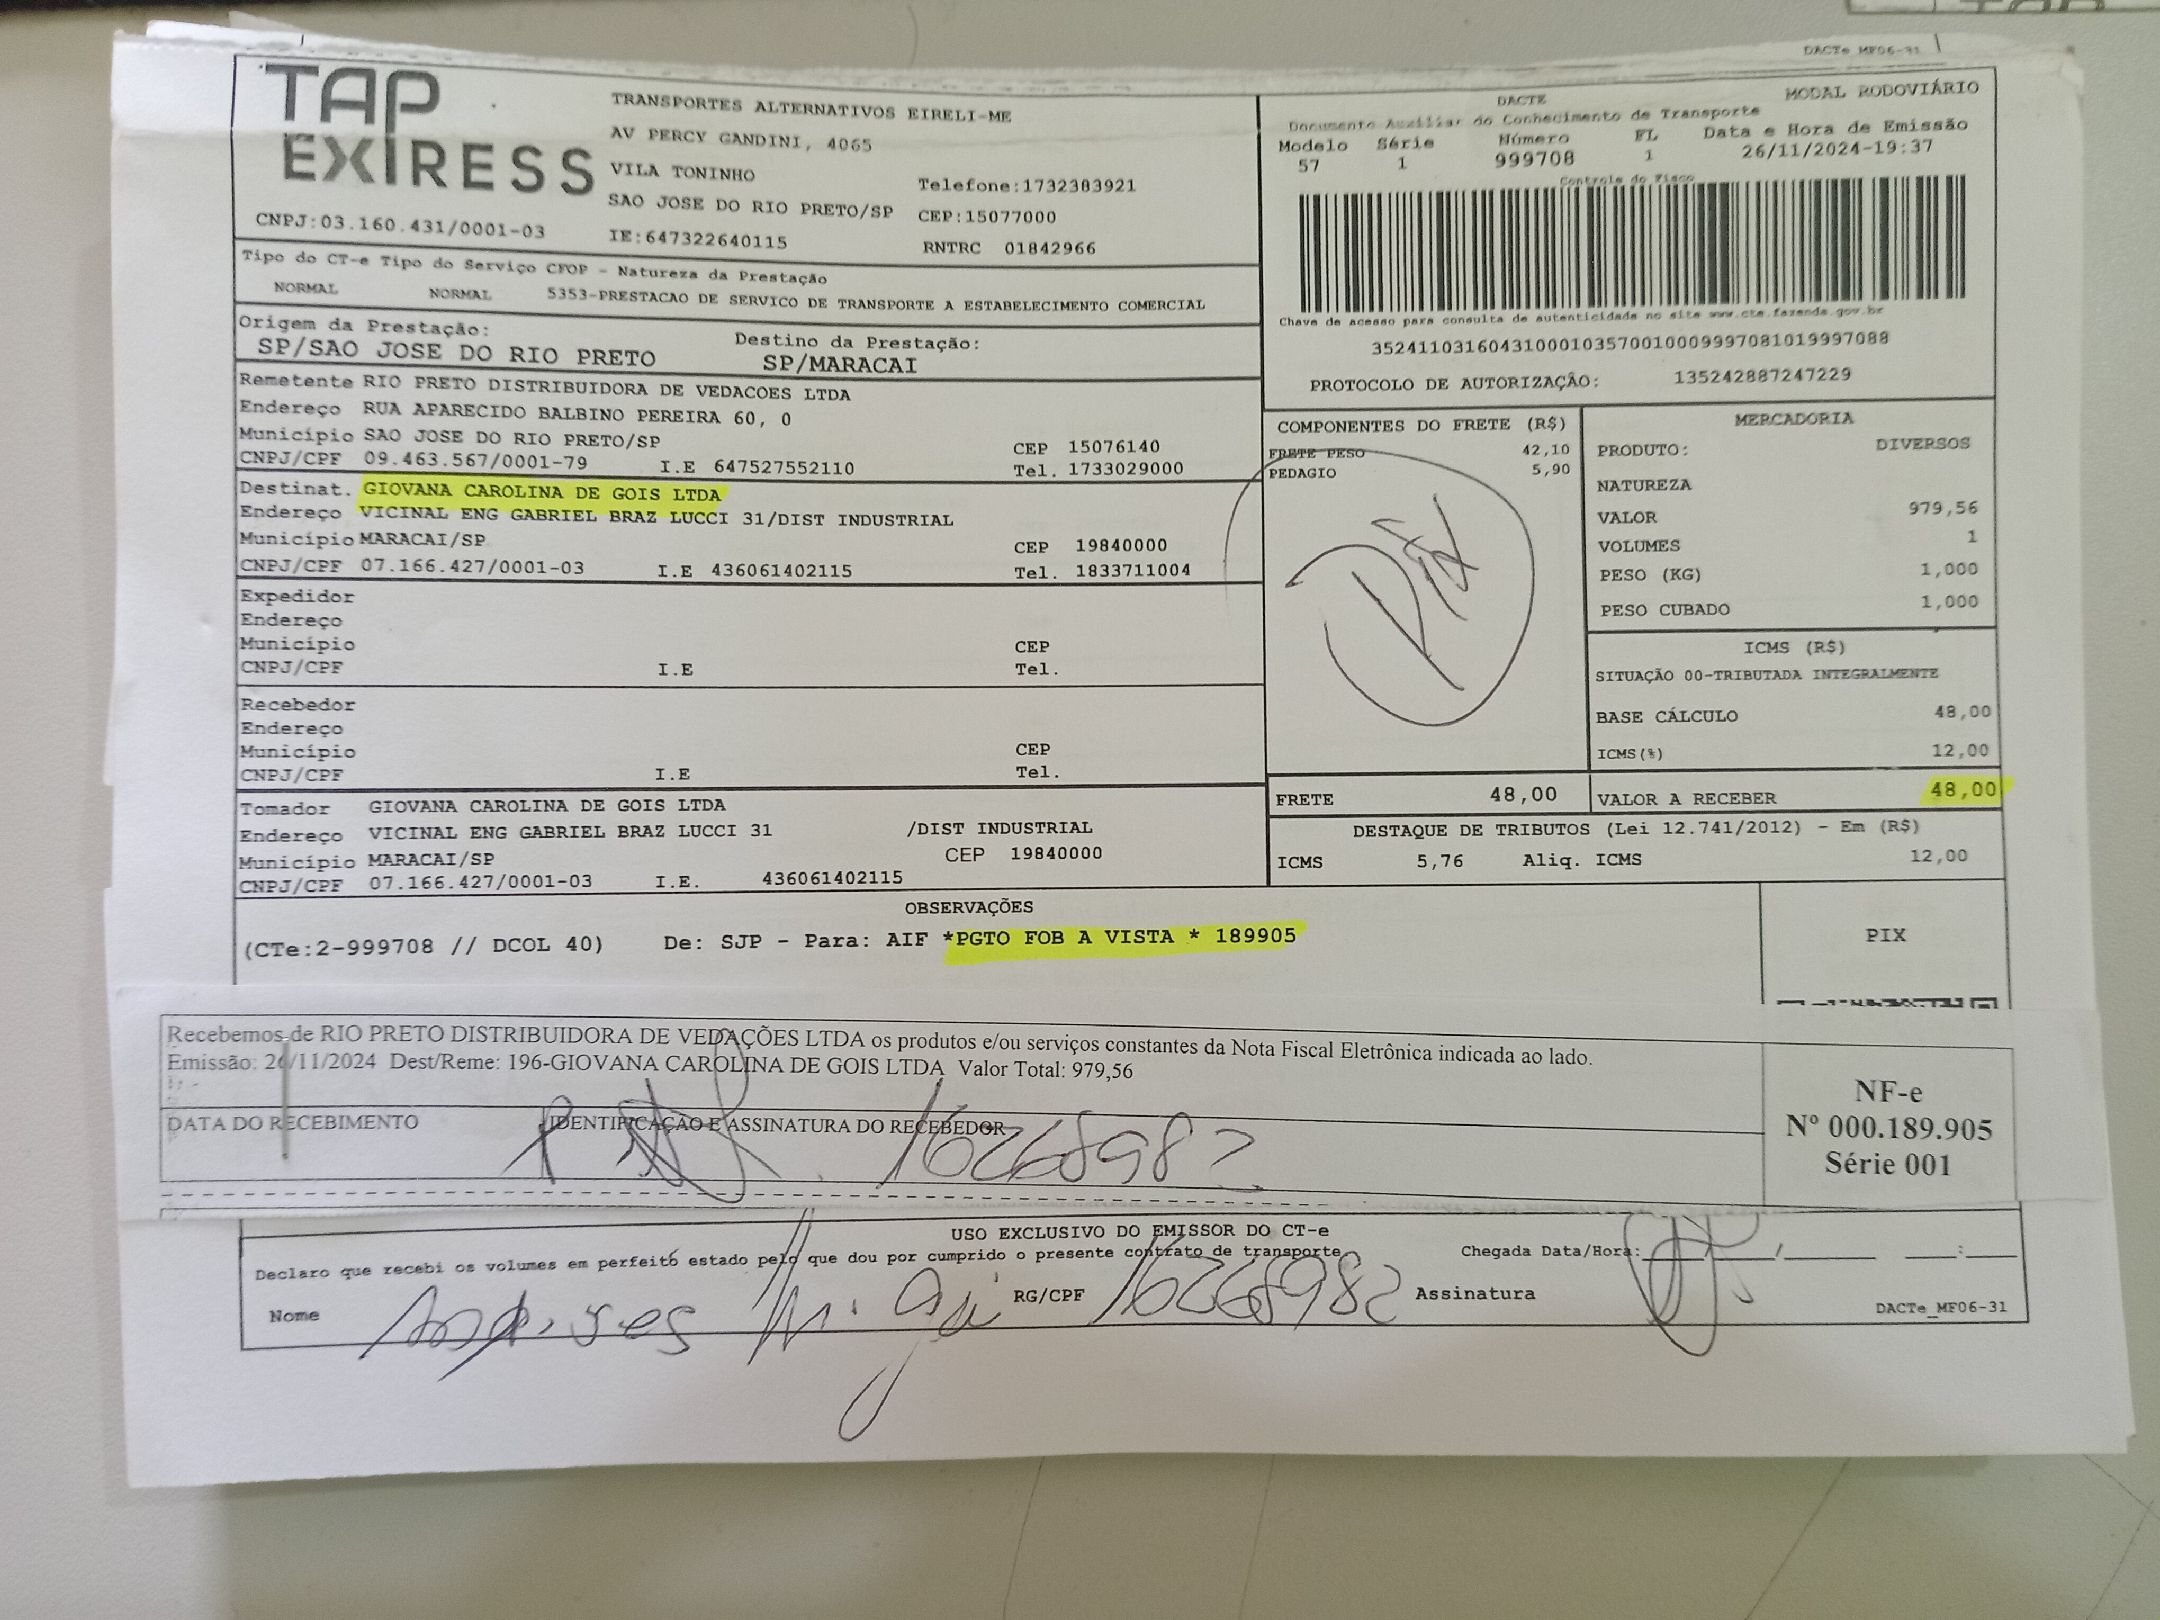 DACTe_MF06-31
TAP
EXIRESS
CNPJ:03.160.431/0001-03
TRANSPORTES ALTERNATIVOS EIRELI-ME
AV PERCY GANDINI, 4065
VILA TONINHO
Telefone:1732383921
SAO JOSE DO RIO PRETO/SP CEP:15077000
IE:647322640115 RNTRC 01842966
MODAL RODOVIÁRIO
DACTE
Documento Auxiliar do Conhecimento de Transporte
Modelo Série Número FL Data e Hora de Emissão
57 1 999708 1 26/11/2024-19:37
Controle do Fisco
Chave de acesso para consulta de autenticidada no site www.cte.fazenda.gov.br
35241103160431000103570010009997081019997088
PROTOCOLO DE AUTORIZAÇÃO: 135242887247229
Tipo do CT-e Tipo do Serviço CFOP - Natureza da Prestação
NORMAL NORMAL 5353-PRESTACAO DE SERVICO DE TRANSPORTE A ESTABELECIMENTO COMERCIAL
Origem da Prestação: Destino da Prestação:
SP/SAO JOSE DO RIO PRETO SP/MARACAI
Remetente RIO PRETO DISTRIBUIDORA DE VEDACOES LTDA
Endereço RUA APARECIDO BALBINO PEREIRA 60, 0
Município SAO JOSE DO RIO PRETO/SP CEP 15076140
CNPJ/CPF 09.463.567/0001-79 I.E 647527552110 Tel. 1733029000
Destinat. GIOVANA CAROLINA DE GOIS LTDA
Endereço VICINAL ENG GABRIEL BRAZ LUCCI 31/DIST INDUSTRIAL
Município MARACAI/SP CEP 19840000
CNPJ/CPF 07.166.427/0001-03 I.E 436061402115 Tel. 1833711004
Expedidor
Endereço
Município CEP
CNPJ/CPF I.E Tel.
Recebedor
Endereço
Município CEP
CNPJ/CPF I.E Tel.
Tomador GIOVANA CAROLINA DE GOIS LTDA
Endereço VICINAL ENG GABRIEL BRAZ LUCCI 31 /DIST INDUSTRIAL
Município MARACAI/SP CEP 19840000
CNPJ/CPF 07.166.427/0001-03 I.E. 436061402115
COMPONENTES DO FRETE (R$)
FRETE PESO 42,10
PEDAGIO 5,90
MERCADORIA
PRODUTO: DIVERSOS
NATUREZA
VALOR 979,56
VOLUMES 1
PESO (KG) 1,000
PESO CUBADO 1,000
ICMS (R$)
SITUAÇÃO 00-TRIBUTADA INTEGRALMENTE
BASE CÁLCULO 48,00
ICMS(%) 12,00
FRETE 48,00 VALOR A RECEBER 48,00
DESTAQUE DE TRIBUTOS (Lei 12.741/2012) - Em (R$)
ICMS 5,76 Aliq. ICMS 12,00
OBSERVAÇÕES
(CTe:2-999708 // DCOL 40) De: SJP - Para: AIF *PGTO FOB A VISTA * 189905
PIX
Recebemos de RIO PRETO DISTRIBUIDORA DE VEDAÇÕES LTDA os produtos e/ou serviços constantes da Nota Fiscal Eletrônica indicada ao lado.
Emissão: 26/11/2024 Dest/Reme: 196-GIOVANA CAROLINA DE GOIS LTDA Valor Total: 979,56
DATA DO RECEBIMENTO IDENTIFICAÇÃO E ASSINATURA DO RECEBEDOR
16268982
NF-e
Nº 000.189.905
Série 001
USO EXCLUSIVO DO EMISSOR DO CT-e
Declaro que recebi os volumes em perfeito estado pelo que dou por cumprido o presente contrato de transporte
Chegada Data/Hora:
Nome RG/CPF 16268982 Assinatura
DACTe_MF06-31